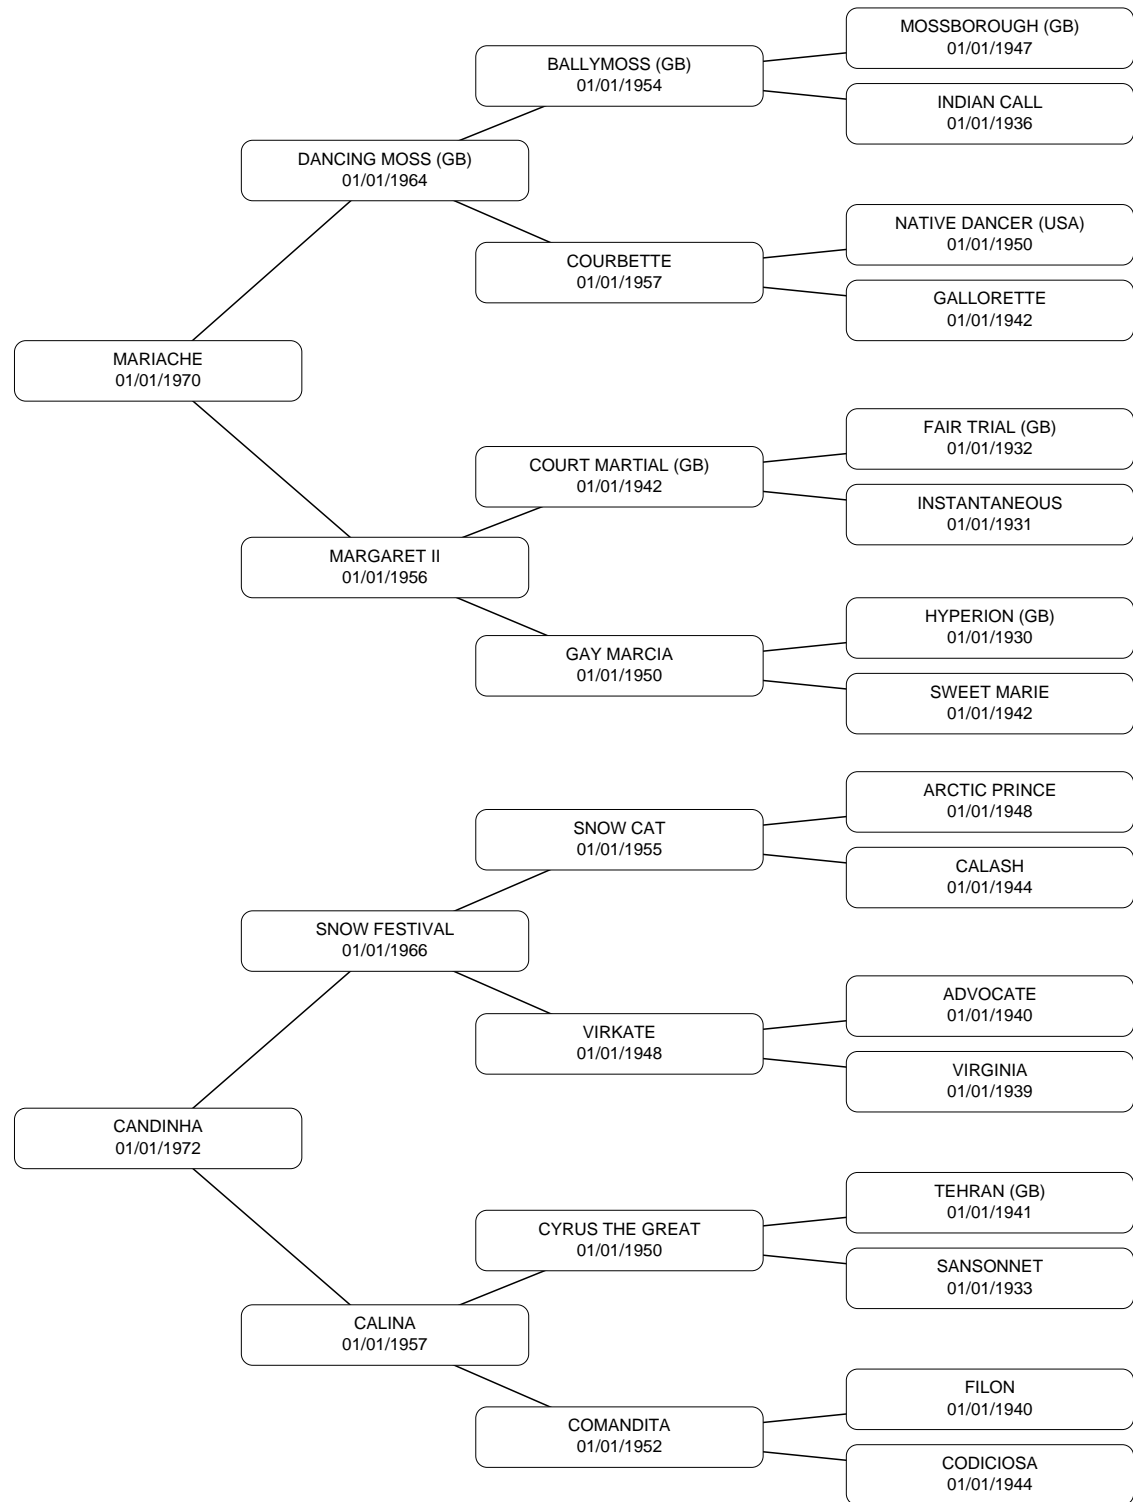 MOSSBOROUGH (GB)
01/01/1947
BALLYMOSS (GB)
01/01/1954
INDIAN CALL
01/01/1936
DANCING MOSS (GB)
01/01/1964
NATIVE DANCER (USA)
01/01/1950
COURBETTE
01/01/1957
GALLORETTE
01/01/1942
MARIACHE
01/01/1970
FAIR TRIAL (GB)
01/01/1932
COURT MARTIAL (GB)
01/01/1942
INSTANTANEOUS
01/01/1931
MARGARET II
01/01/1956
HYPERION (GB)
01/01/1930
GAY MARCIA
01/01/1950
SWEET MARIE
01/01/1942
ARCTIC PRINCE
01/01/1948
SNOW CAT
01/01/1955
CALASH
01/01/1944
SNOW FESTIVAL
01/01/1966
ADVOCATE
01/01/1940
VIRKATE
01/01/1948
VIRGINIA
01/01/1939
CANDINHA
01/01/1972
TEHRAN (GB)
01/01/1941
CYRUS THE GREAT
01/01/1950
SANSONNET
01/01/1933
CALINA
01/01/1957
FILON
01/01/1940
COMANDITA
01/01/1952
CODICIOSA
01/01/1944